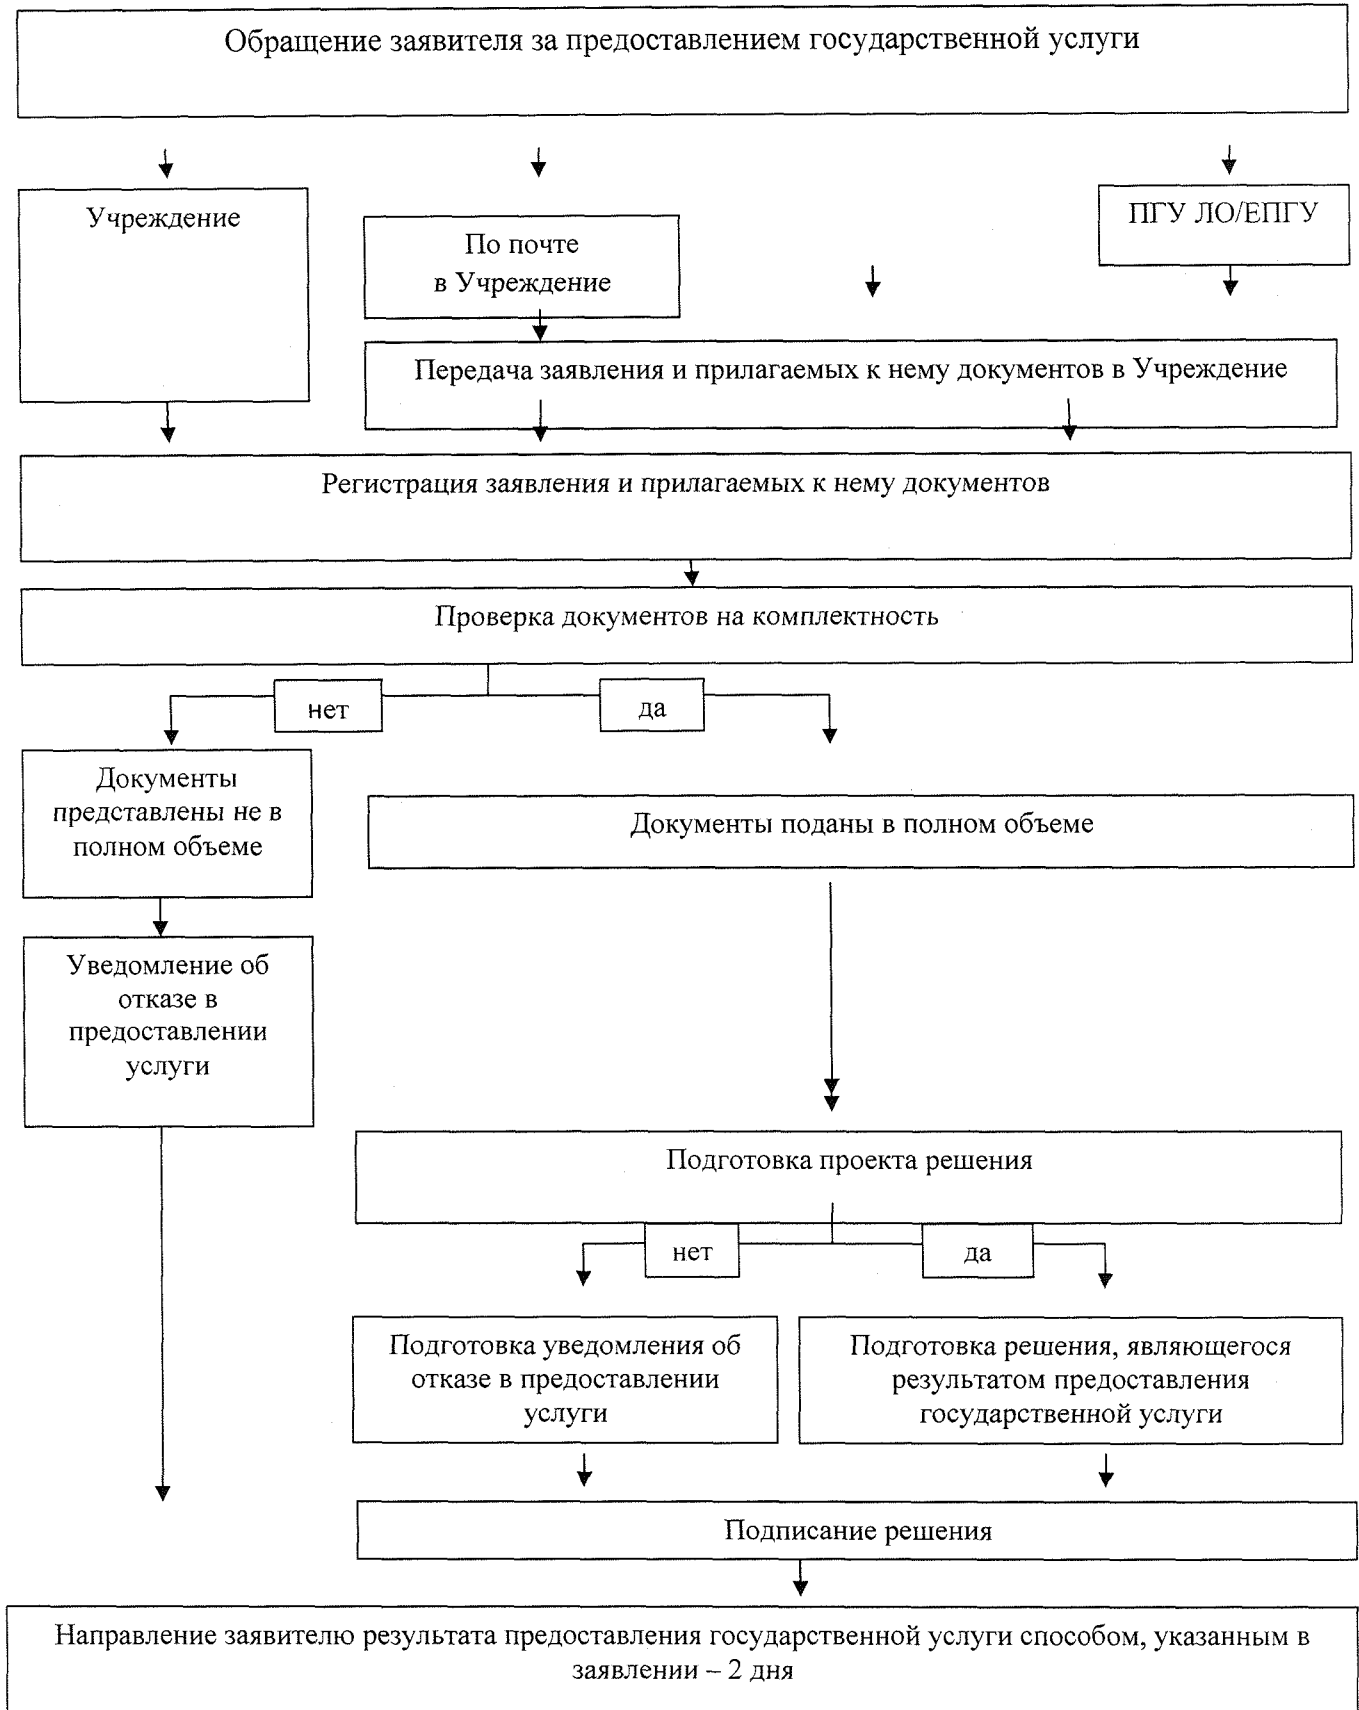 Обращение заявителя за предоставлением государственной услуги
Учреждение
По почте
в Учреждение
ПГУ ЛО/ЕПГУ
Передача заявления и прилагаемых к нему документов в Учреждение
Регистрация заявления и прилагаемых к нему документов
Проверка документов на комплектность
нет
да
Документы
представлены не в
полном объеме
Документы поданы в полном объеме
Уведомление об
отказе в
предоставлении
услуги
Подготовка проекта решения
нет
да
Подготовка уведомления об
отказе в предоставлении
услуги
Подготовка решения, являющегося
результатом предоставления
государственной услуги
Подписание решения
Направление заявителю результата предоставления государственной услуги способом, указанным в
заявлении – 2 дня